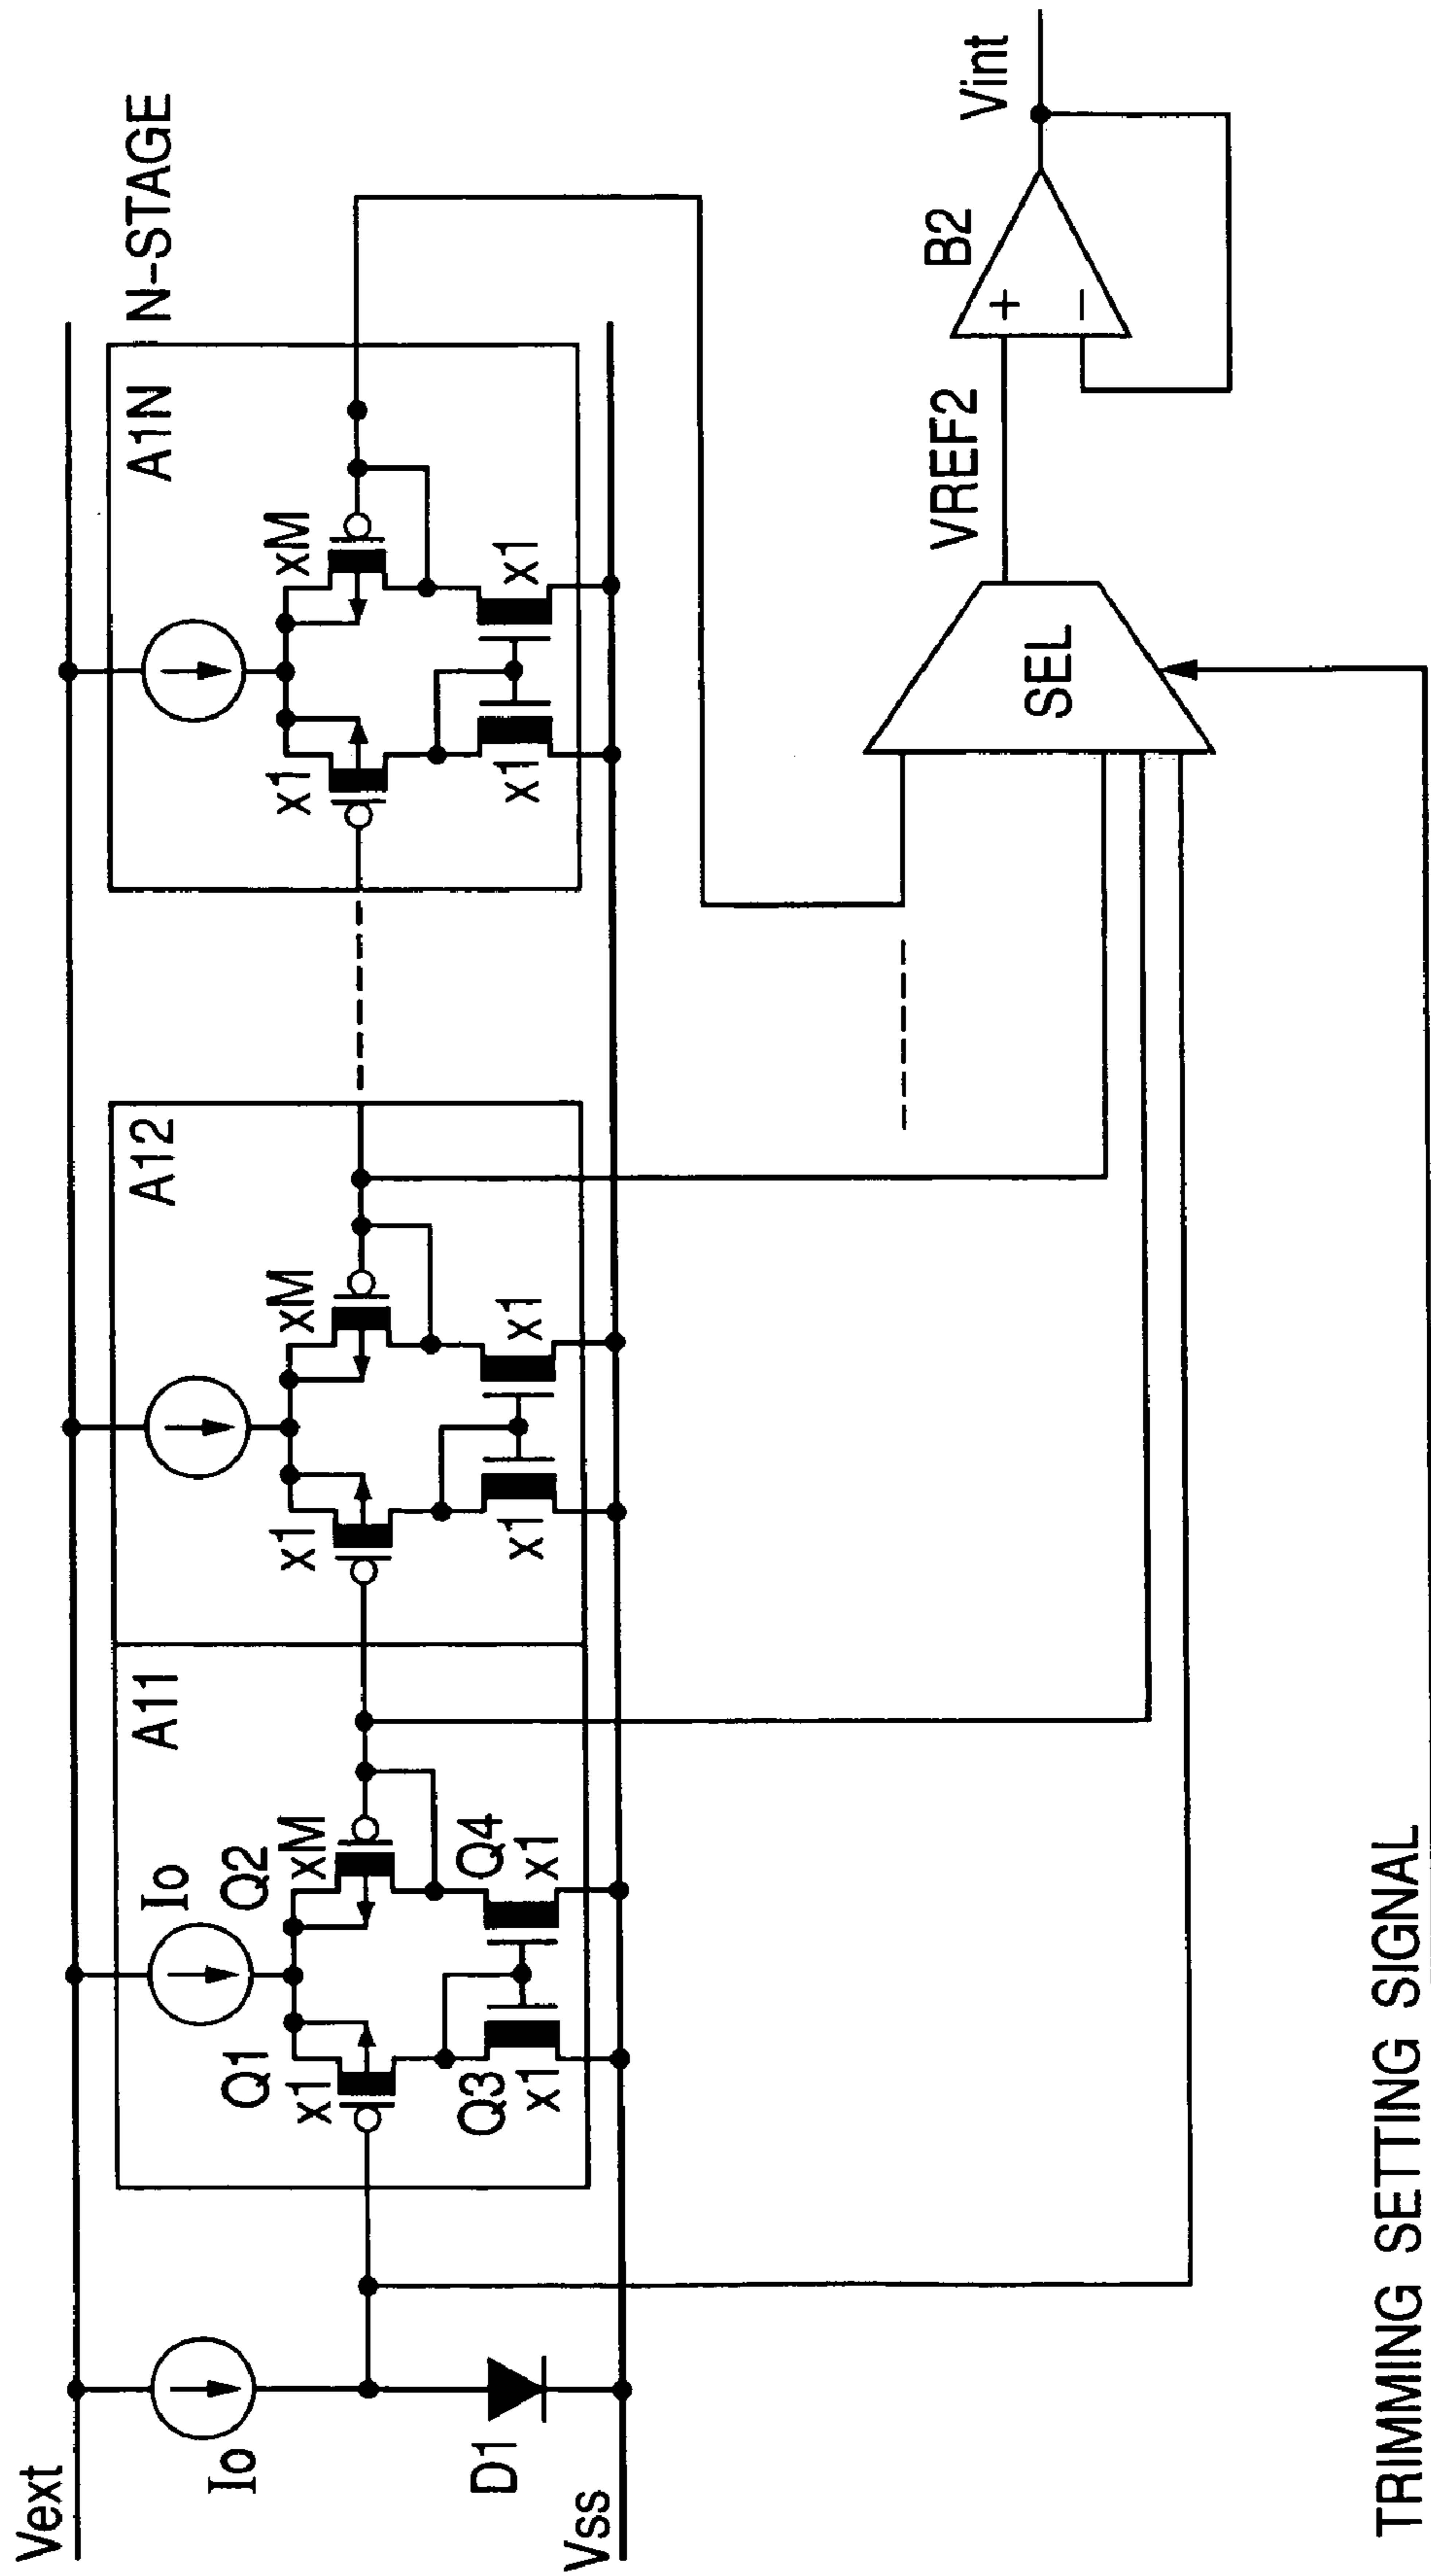 Vext
Io
D1
Vss
A11
Io
Q1
x1
Q2
xM
Q3
x1
Q4
x1
A12
x1
xM
x1
x1
A1N
N-STAGE
x1
xM
x1
x1
SEL
VREF2
B2
+
−
Vint
TRIMMING SETTING SIGNAL